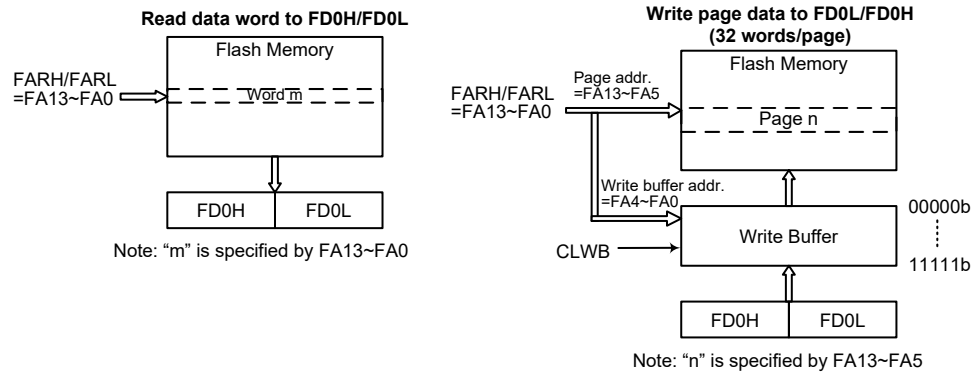 Read data word to FD0H/FD0L
Flash Memory
FARH/FARL
=FA13~FA0
Word m
FD0H
FD0L
Note: “m” is specified by FA13~FA0
Write page data to FD0L/FD0H
(32 words/page)
Flash Memory
Page addr.
=FA13~FA5
FARH/FARL
=FA13~FA0
Page n
Write buffer addr.
=FA4~FA0
00000b
Write Buffer
CLWB
11111b
FD0H
FD0L
Note: “n” is specified by FA13~FA5